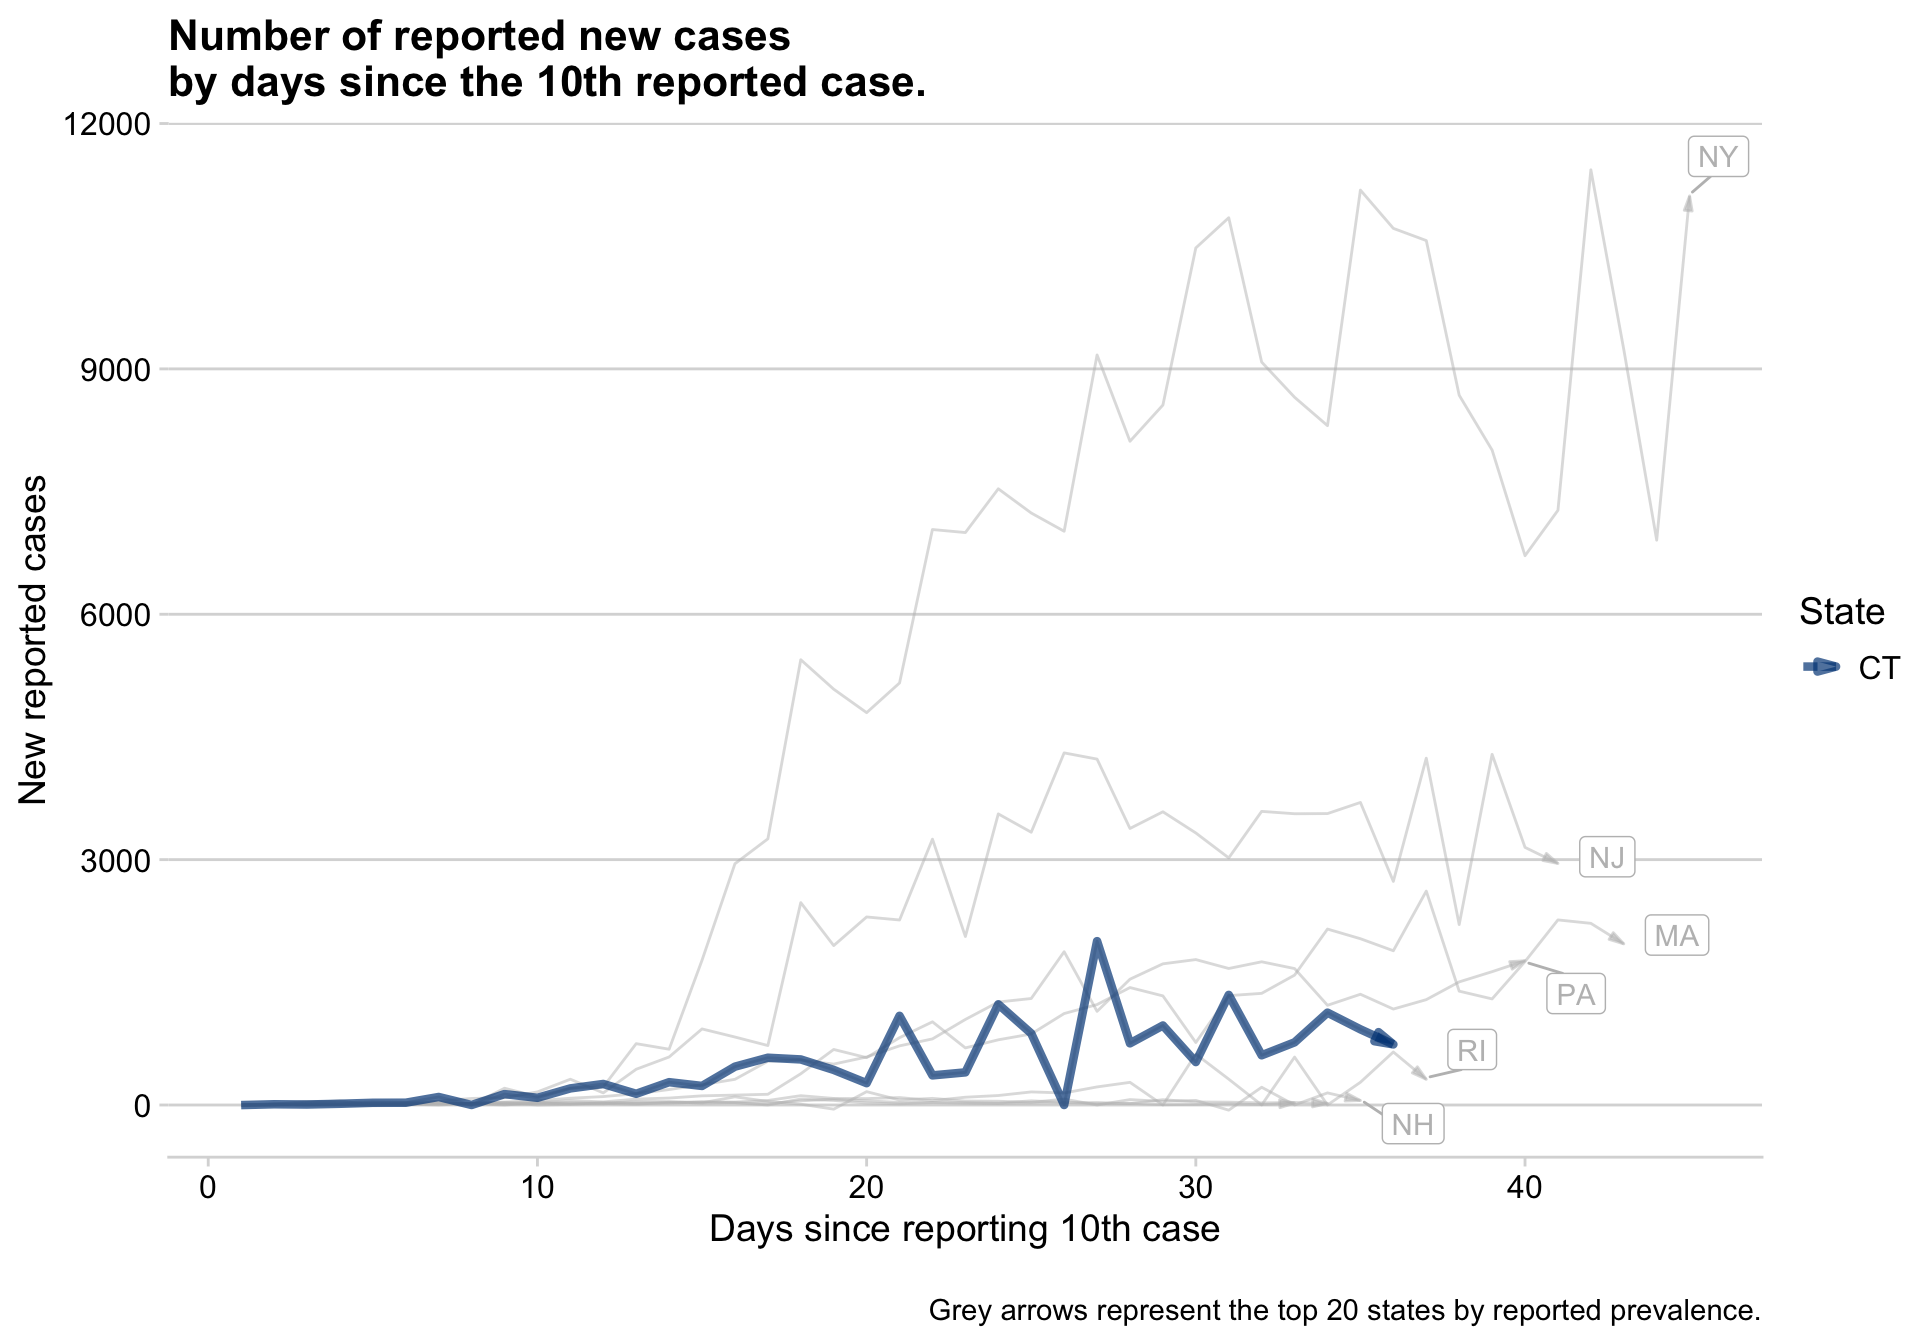 Number of reported new cases
by days since the 10th reported case.
12000
9000
6000
3000
0
New reported cases
NY
NJ
MA
PA
RI
NH
State
CT
0 10 20 30 40
Days since reporting 10th case
Grey arrows represent the top 20 states by reported prevalence.